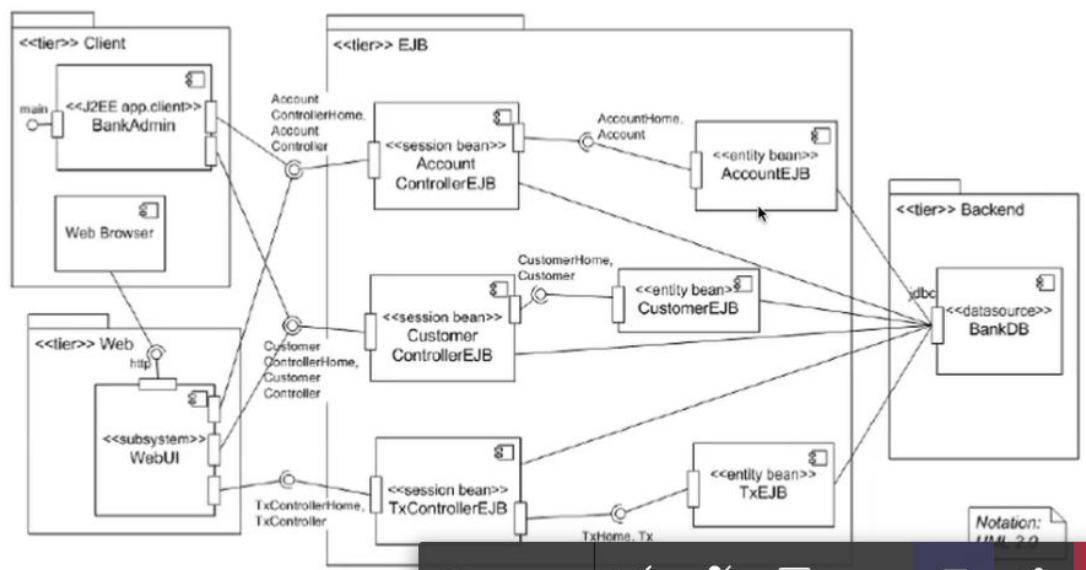 <<tier>> Client
main
<<J2EE app.client>>
BankAdmin
Web Browser
<<tier>> Web
http
<<subsystem>>
WebUI
Account
ControllerHome,
Account
Controller
Customer
ControllerHome,
Customer
Controller
TxControllerHome,
TxController
<<tier>> EJB
<<session bean>>
Account
ControllerEJB
AccountHome,
Account
<<entity bean>>
AccountEJB
<<session bean>>
Customer
ControllerEJB
CustomerHome,
Customer
<<entity bean>>
CustomerEJB
<<session bean>>
TxControllerEJB
TxHome, Tx
<<entity bean>>
TxEJB
<<tier>> Backend
jdbc
<<datasource>>
BankDB
Notation:
UML 2.0